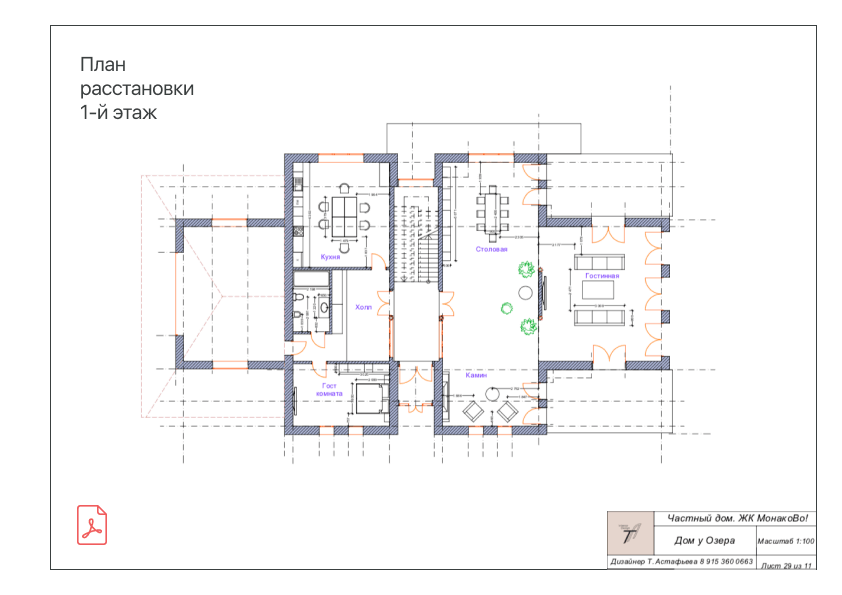 План
расстановки
1-й этаж
Кухня
Столовая
Гостинная
Холл
Камин
Гост
комната
Частный дом. ЖК МонакоВо!
Дом у Озера
Масштаб 1:100
Дизайнер Т.Астафьева 8 915 360 0663
Лист 29 из 11